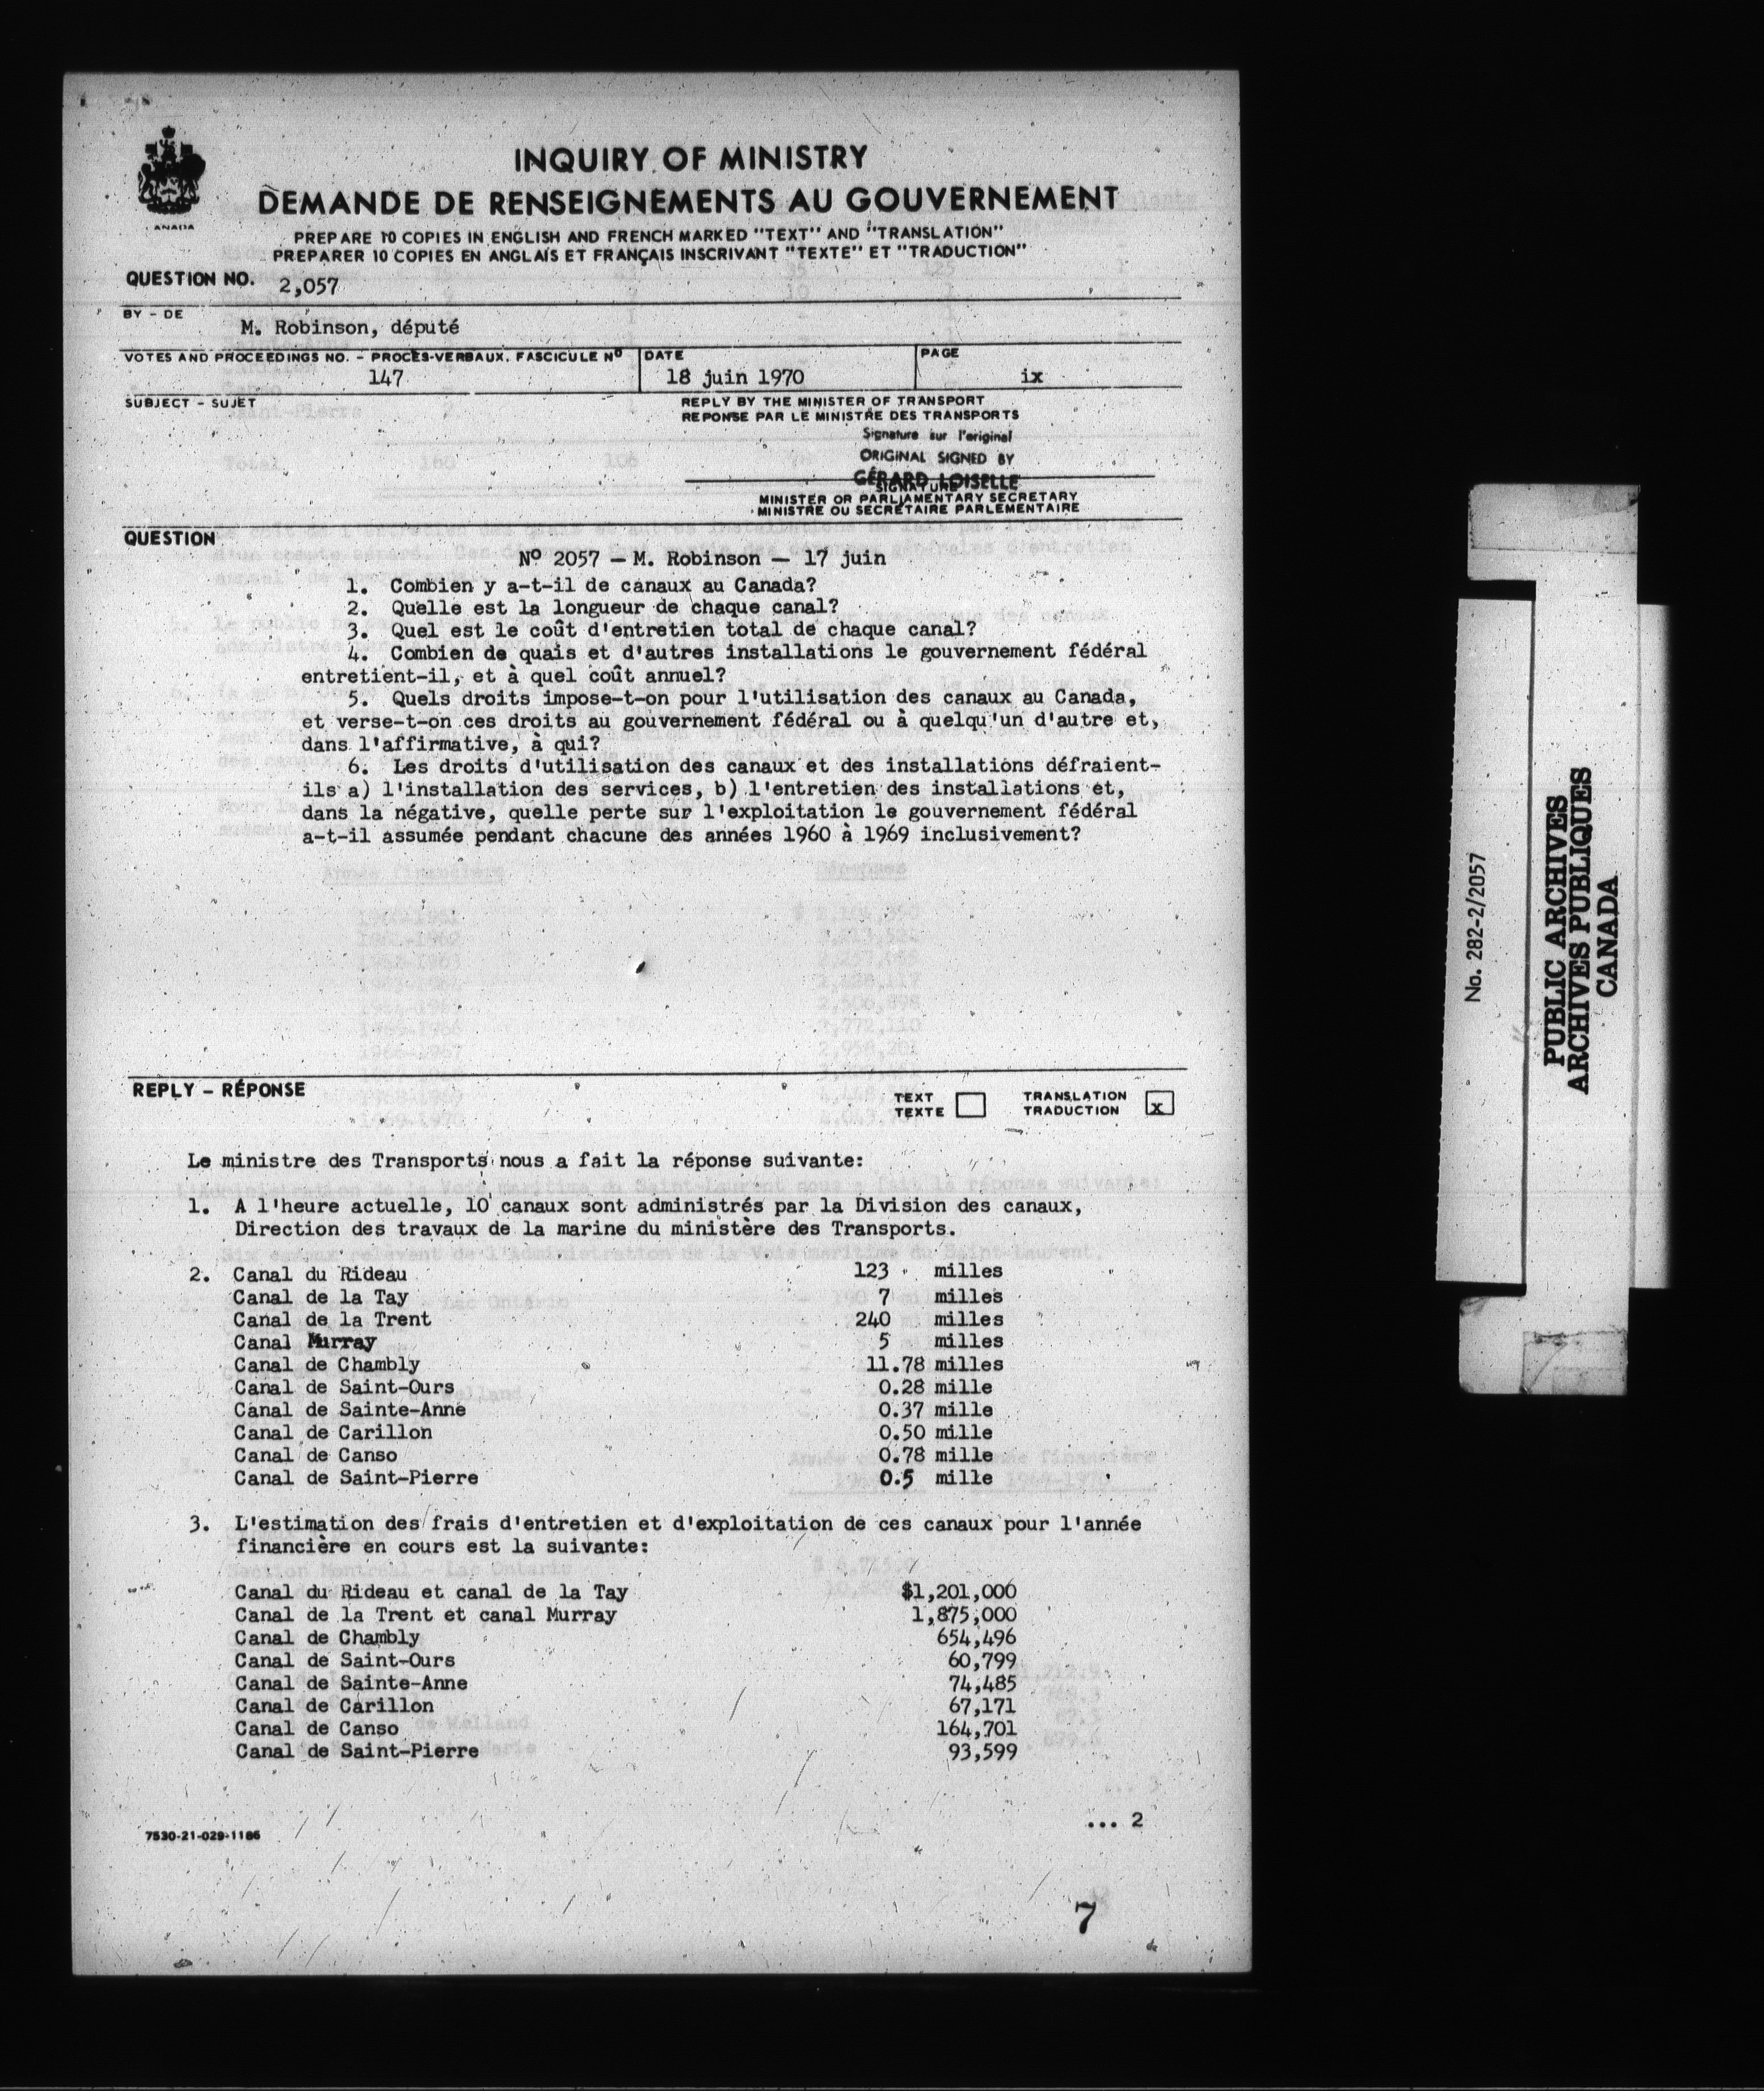 INQUIRY OF MINISTRY
DEMANDE DE RENSEIGNEMENTS AU GOUVERNEMENT
PREPARE 10 COPIES IN ENGLISH AND FRENCH MARKED "TEXT" AND "TRANSLATION"
PREPARER 10 COPIES EN ANGLAIS ET FRANÇAIS INSCRIVANT "TEXTE" ET "TRADUCTION"
QUESTION NO. 2,057
BY - DE
M. Robinson, député
VOTES AND PROCEEDINGS NO. - PROCÈS-VERBAUX. FASCICULE Nº DATE PAGE
147 18 juin 1970 ix
SUBJECT - SUJET
REPLY BY THE MINISTER OF TRANSPORT
REPONSE PAR LE MINISTRE DES TRANSPORTS
Signature sur l'original
ORIGINAL SIGNED BY
GÉRARD LOISELLE
SIGNATURE
MINISTER OR PARLIAMENTARY SECRETARY
MINISTRE OU SECRÉTAIRE PARLEMENTAIRE
QUESTION
Nº 2057 — M. Robinson — 17 juin
1. Combien y a-t-il de canaux au Canada?
2. Quelle est la longueur de chaque canal?
3. Quel est le coût d'entretien total de chaque canal?
4. Combien de quais et d'autres installations le gouvernement fédéral
entretient-il, et à quel coût annuel?
5. Quels droits impose-t-on pour l'utilisation des canaux au Canada,
et verse-t-on ces droits au gouvernement fédéral ou à quelqu'un d'autre et,
dans l'affirmative, à qui?
6. Les droits d'utilisation des canaux et des installations défraient-
ils a) l'installation des services, b) l'entretien des installations et,
dans la négative, quelle perte sur l'exploitation le gouvernement fédéral
a-t-il assumée pendant chacune des années 1960 à 1969 inclusivement?
REPLY - RÉPONSE
TEXT TRANSLATION
TEXTE TRADUCTION x
Le ministre des Transports nous a fait la réponse suivante:
1. A l'heure actuelle, 10 canaux sont administrés par la Division des canaux,
Direction des travaux de la marine du ministère des Transports.
2. Canal du Rideau 123 milles
Canal de la Tay 7 milles
Canal de la Trent 240 milles
Canal Murray 5 milles
Canal de Chambly 11.78 milles
Canal de Saint-Ours 0.28 mille
Canal de Sainte-Anne 0.37 mille
Canal de Carillon 0.50 mille
Canal de Canso 0.78 mille
Canal de Saint-Pierre 0.5 mille
3. L'estimation des frais d'entretien et d'exploitation de ces canaux pour l'année
financière en cours est la suivante:
Canal du Rideau et canal de la Tay $1,201,000
Canal de la Trent et canal Murray 1,875,000
Canal de Chambly 654,496
Canal de Saint-Ours 60,799
Canal de Sainte-Anne 74,485
Canal de Carillon 67,171
Canal de Canso 164,701
Canal de Saint-Pierre 93,599
... 2
7530-21-029-1186
7
No. 282-2/2057
PUBLIC ARCHIVES
ARCHIVES PUBLIQUES
CANADA